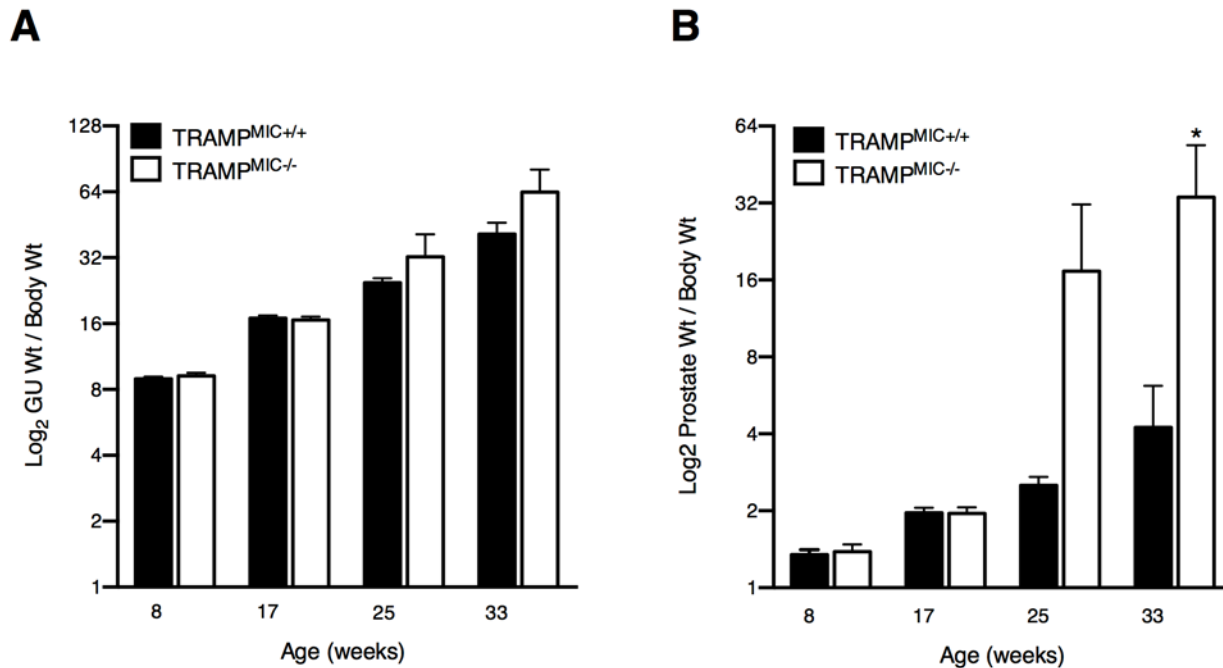 A
128
64
32
16
8
4
2
1
Log₂ GU Wt / Body Wt
TRAMPᴹᴵᶜ⁺/⁺
TRAMPᴹᴵᶜ⁻/⁻
8 17 25 33
Age (weeks)
B
64
32
16
8
4
2
1
Log2 Prostate Wt / Body Wt
TRAMPᴹᴵᶜ⁺/⁺
TRAMPᴹᴵᶜ⁻/⁻
*
8 17 25 33
Age (weeks)